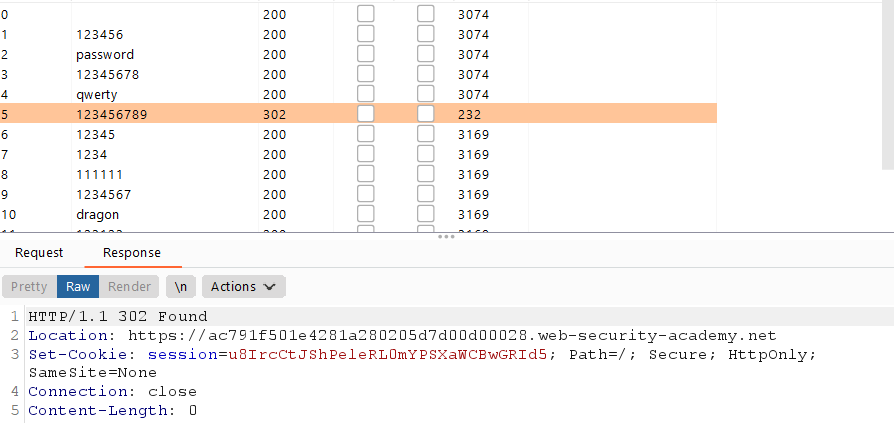 0 200 3074
1 123456 200 3074
2 password 200 3074
3 12345678 200 3074
4 qwerty 200 3074
5 123456789 302 232
6 12345 200 3169
7 1234 200 3169
8 111111 200 3169
9 1234567 200 3169
10 dragon 200 3169
Request Response
Pretty Raw Render \n Actions
1 HTTP/1.1 302 Found
2 Location: https://ac791f501e4281a280205d7d00d00028.web-security-academy.net
3 Set-Cookie: session=u8IrcCtJShPeleRL0mYPSXaWCBwGRId5; Path=/; Secure; HttpOnly;
SameSite=None
4 Connection: close
5 Content-Length: 0